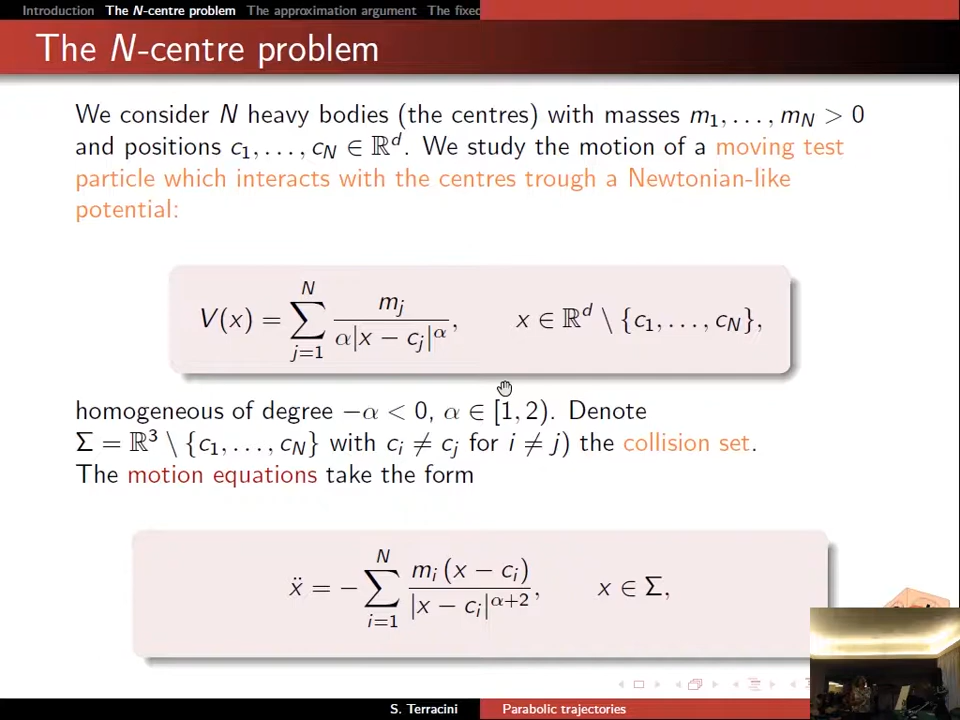 Introduction The N-centre problem The approximation argument The fixed
The N-centre problem
We consider N heavy bodies (the centres) with masses m₁, . . . , m_N > 0
and positions c₁, . . . , c_N ∈ ℝᵈ. We study the motion of a moving test
particle which interacts with the centres trough a Newtonian-like
potential:
V(x) = ∑_{j=1}^{N} m_j / (α|x − c_j|^α), x ∈ ℝᵈ \ {c₁, . . . , c_N},
homogeneous of degree −α < 0, α ∈ [1, 2). Denote
Σ = ℝ³ \ {c₁, . . . , c_N} with c_i ≠ c_j for i ≠ j) the collision set.
The motion equations take the form
ẍ = − ∑_{i=1}^{N} m_i (x − c_i) / |x − c_i|^{α+2}, x ∈ Σ,
S. Terracini Parabolic trajectories